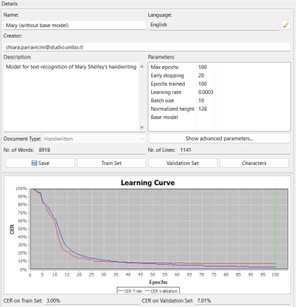 Details
Name: Language:
Mary (without base model) English
Creator:
chiara.parravicini@studio.unibo.it
Description: Parameters:
Model for text recognition of Mary Shelley's handwriting
Max epochs 100
Early stopping 20
Epochs trained 100
Learning rate 0.0003
Batch size 10
Normalized height 128
Base model
Document Type: Handwritten Show advanced parameters...
Nr. of Words: 8918 Nr. of Lines: 1141
Save Train Set Validation Set Characters
Learning Curve
100%
90%
80%
70%
60%
50%
40%
30%
20%
10%
0%
CER
0 5 10 15 20 25 30 35 40 45 50 55 60 65 70 75 80 85 90 95 100
Epochs
CER Train CER Validation
CER on Train Set: 3.00% CER on Validation Set: 7.01%